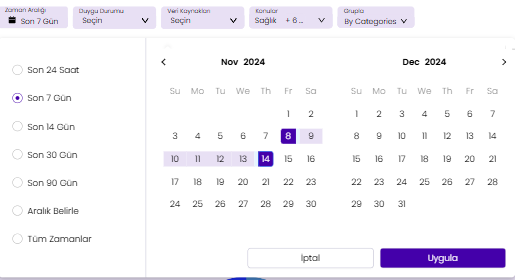 Zaman Aralığı Duygu Durumu Veri Kaynakları Konular Grupla
Son 7 Gün Seçin Seçin Sağlık + 6 ... By Categories
Nov 2024 Dec 2024
Su Mo Tu We Th Fr Sa Su Mo Tu We Th Fr Sa
1 2 1 2 3 4 5 6 7
3 4 5 6 7 8 9 8 9 10 11 12 13 14
10 11 12 13 14 15 16 15 16 17 18 19 20 21
17 18 19 20 21 22 23 22 23 24 25 26 27 28
24 25 26 27 28 29 30 29 30 31
Son 24 Saat
Son 7 Gün
Son 14 Gün
Son 30 Gün
Son 90 Gün
Aralık Belirle
Tüm Zamanlar
İptal Uygula